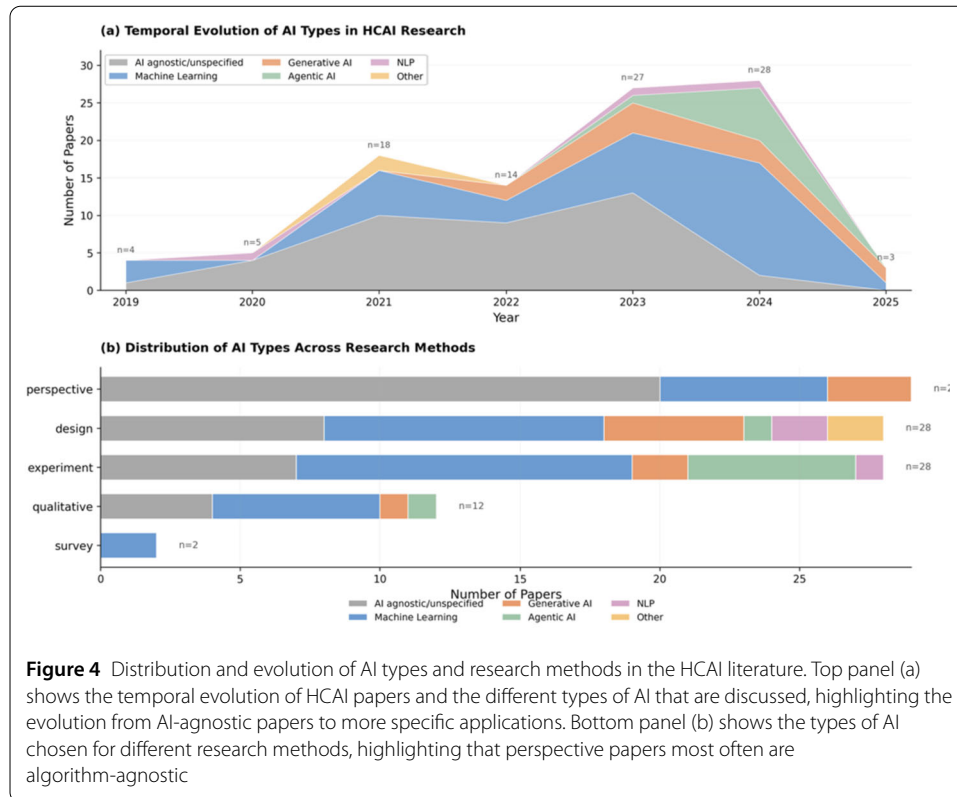 (a) Temporal Evolution of AI Types in HCAI Research
AI agnostic/unspecified Generative AI NLP
Machine Learning Agentic AI Other
Number of Papers
30
25
20
15
10
5
0
n=4
n=5
n=18
n=14
n=27
n=28
n=3
2019 2020 2021 2022 2023 2024 2025
Year
(b) Distribution of AI Types Across Research Methods
perspective
design n=28
experiment n=28
qualitative n=12
survey n=2
0 5 10 15 20 25
Number of Papers
AI agnostic/unspecified Generative AI NLP
Machine Learning Agentic AI Other
Figure 4 Distribution and evolution of AI types and research methods in the HCAI literature. Top panel (a)
shows the temporal evolution of HCAI papers and the different types of AI that are discussed, highlighting the
evolution from AI-agnostic papers to more specific applications. Bottom panel (b) shows the types of AI
chosen for different research methods, highlighting that perspective papers most often are
algorithm-agnostic